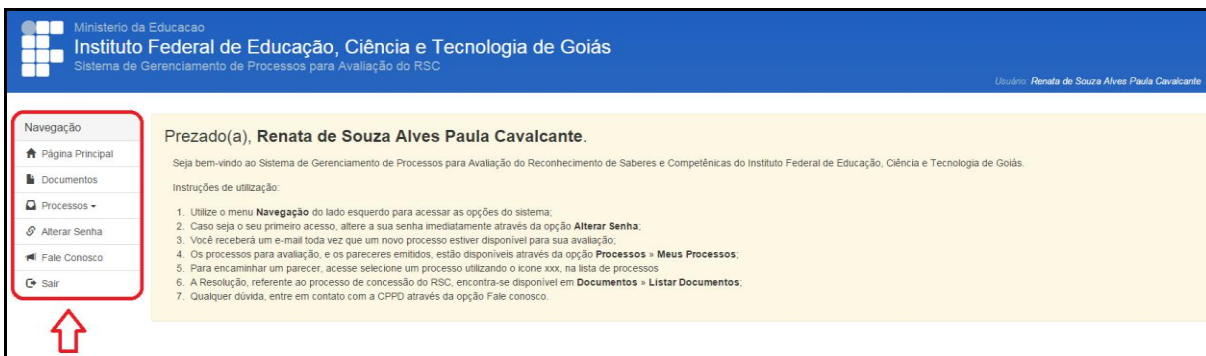 Ministerio da Educacao
Instituto Federal de Educação, Ciência e Tecnologia de Goiás
Sistema de Gerenciamento de Processos para Avaliação do RSC
Usuário: Renata de Souza Alves Paula Cavalcante
Navegação
Página Principal
Documentos
Processos
Alterar Senha
Fale Conosco
Sair
Prezado(a), Renata de Souza Alves Paula Cavalcante.
Seja bem-vindo ao Sistema de Gerenciamento de Processos para Avaliação do Reconhecimento de Saberes e Competênicas do Instituto Federal de Educação, Ciência e Tecnologia de Goiás.
Instruções de utilização:
1. Utilize o menu Navegação do lado esquerdo para acessar as opções do sistema;
2. Caso seja o seu primeiro acesso, altere a sua senha imediatamente através da opção Alterar Senha;
3. Você receberá um e-mail toda vez que um novo processo estiver disponível para sua avaliação;
4. Os processos para avaliação, e os pareceres emitidos, estão disponíveis através da opção Processos » Meus Processos;
5. Para encaminhar um parecer, acesse selecione um processo utilizando o icone xxx, na lista de processos
6. A Resolução, referente ao processo de concessão do RSC, encontra-se disponível em Documentos » Listar Documentos;
7. Qualquer dúvida, entre em contato com a CPPD através da opção Fale conosco.